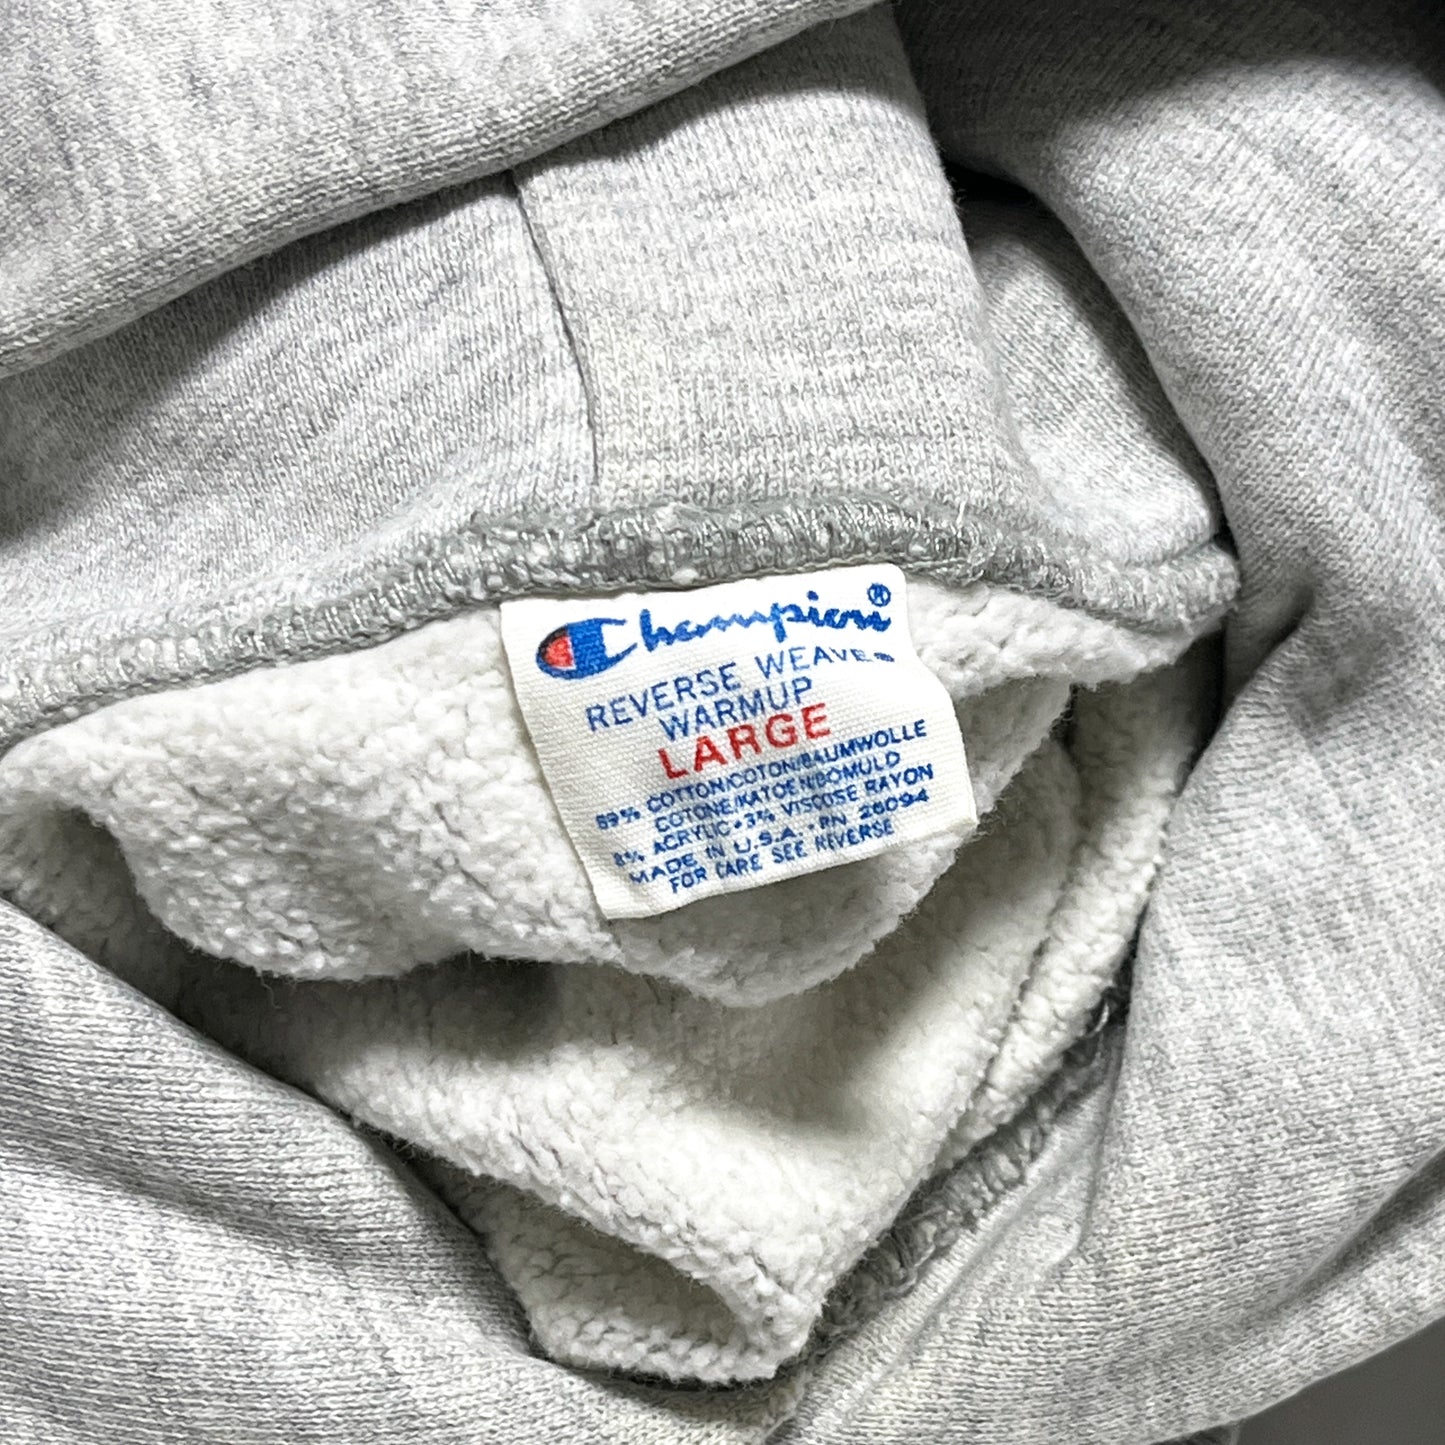 Champion®
REVERSE WEAVE™
WARMUP
LARGE
89% COTTON/COTON/BAUMWOLLE
COTONE/KATOEN/BOMULD
8% ACRYLIC • 3% VISCOSE RAYON
MADE IN U.S.A. • RN 26094
FOR CARE SEE REVERSE